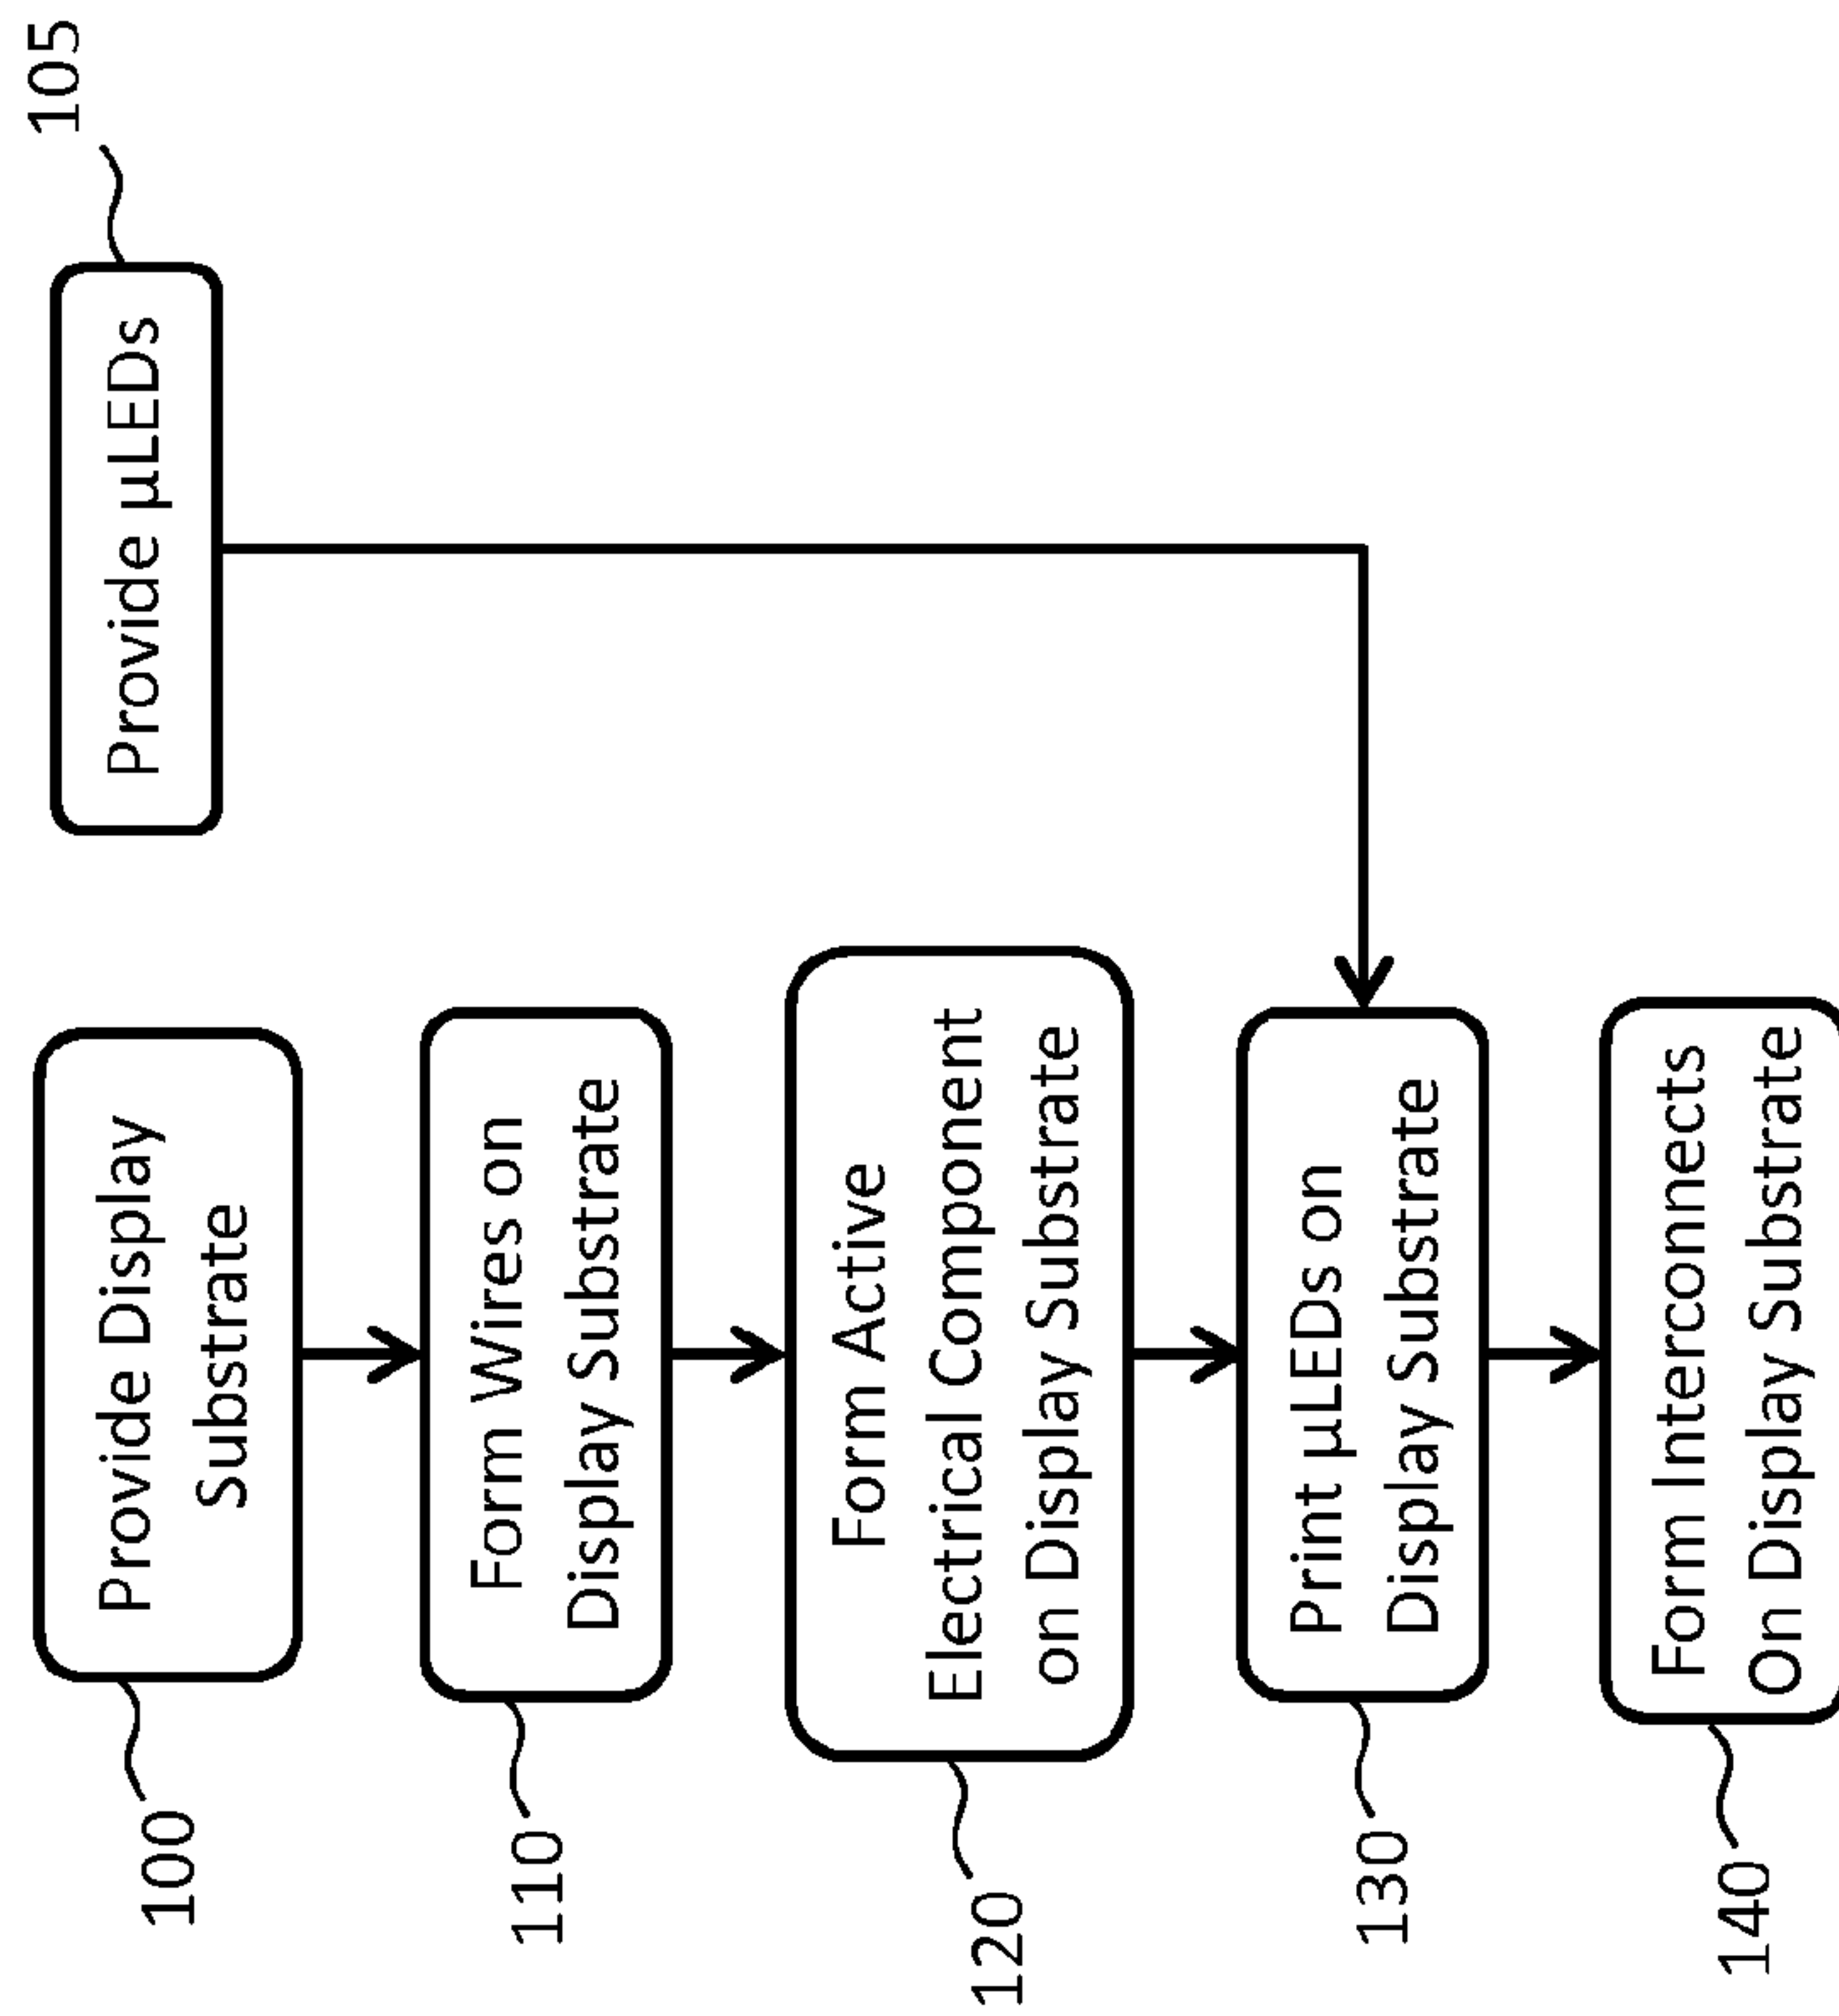 100
Provide Display
Substrate
105
Provide µLEDs
110
Form Wires on
Display Substrate
120
Form Active
Electrical Component
on Display Substrate
130
Print µLEDs on
Display Substrate
140
Form Interconnects
on Display Substrate